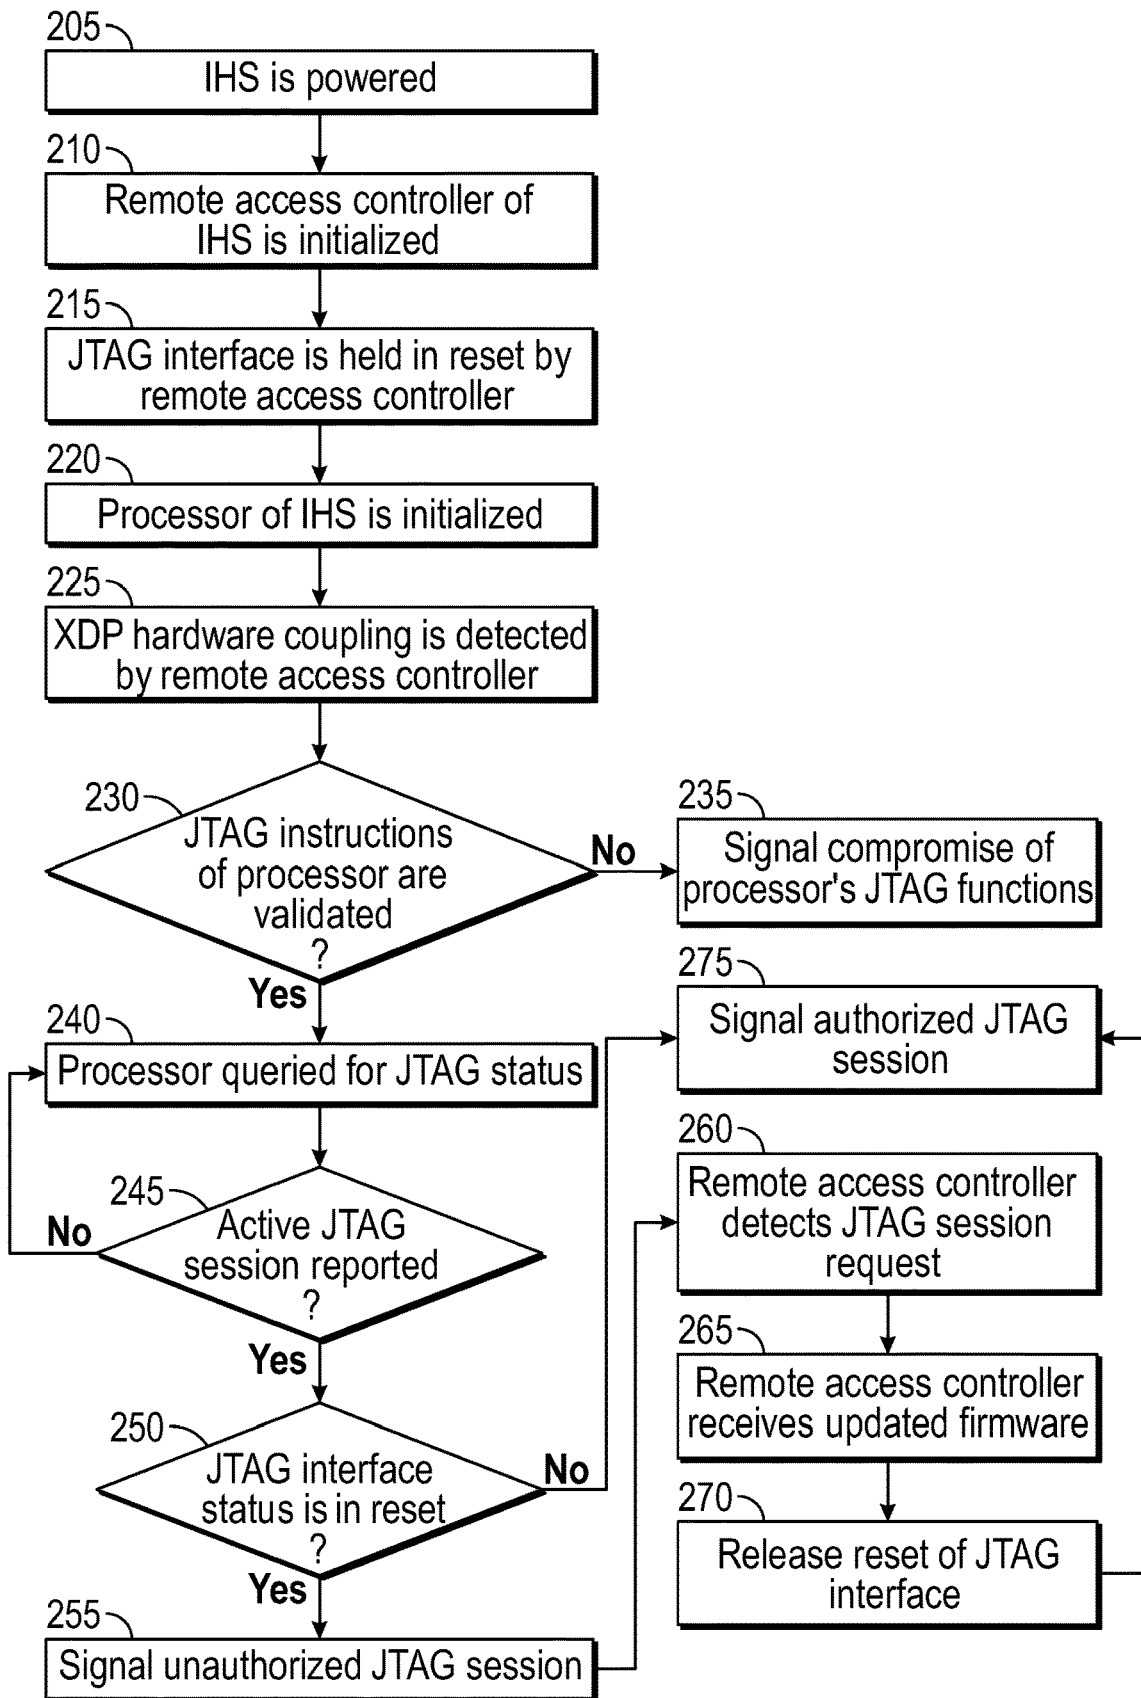 205
IHS is powered
210
Remote access controller of
IHS is initialized
215
JTAG interface is held in reset by
remote access controller
220
Processor of IHS is initialized
225
XDP hardware coupling is detected
by remote access controller
230
JTAG instructions
of processor are
validated
?
No
Yes
235
Signal compromise of
processor's JTAG functions
240
Processor queried for JTAG status
245
Active JTAG
session reported
?
No
Yes
250
JTAG interface
status is in reset
?
No
Yes
255
Signal unauthorized JTAG session
275
Signal authorized JTAG
session
260
Remote access controller
detects JTAG session
request
265
Remote access controller
receives updated firmware
270
Release reset of JTAG
interface